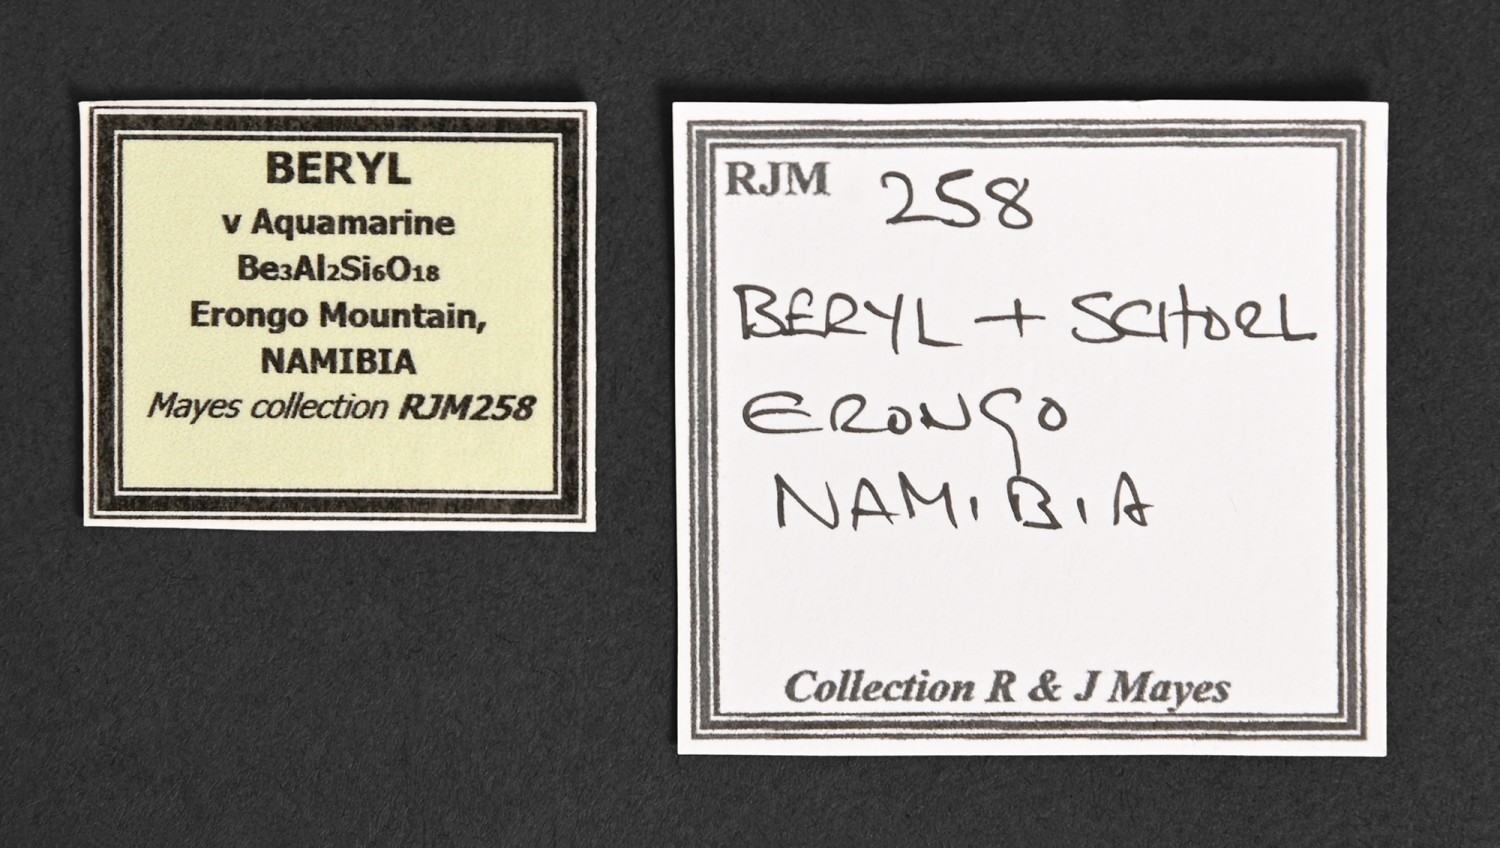 BERYL
v Aquamarine
Be₃Al₂Si₆O₁₈
Erongo Mountain,
NAMIBIA
Mayes collection RJM258
RJM 258
BERYL + SCHORL
ERONGO
NAMIBIA
Collection R & J Mayes